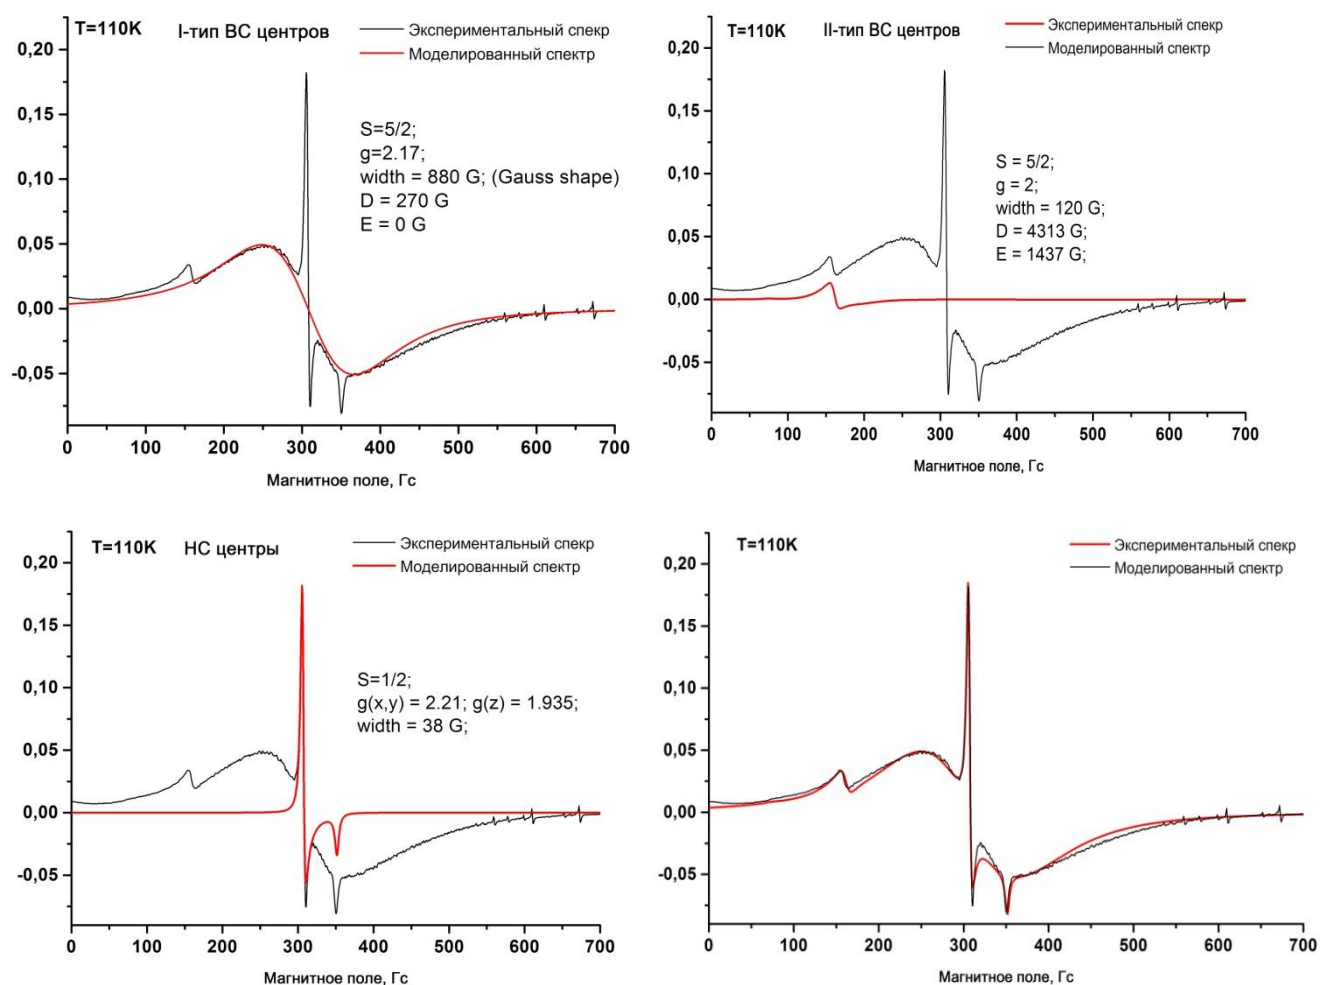 T=110K
I-тип ВС центров
Экспериментальный спекр
Моделированный спектр
S=5/2;
g=2.17;
width = 880 G; (Gauss shape)
D = 270 G
E = 0 G
0,20
0,15
0,10
0,05
0,00
-0,05
0 100 200 300 400 500 600 700
Магнитное поле, Гс
T=110K
II-тип ВС центров
Экспериментальный спекр
Моделированный спектр
S = 5/2;
g = 2;
width = 120 G;
D = 4313 G;
E = 1437 G;
0,20
0,15
0,10
0,05
0,00
-0,05
0 100 200 300 400 500 600 700
Магнитное поле, Гс
T=110K
НС центры
Экспериментальный спекр
Моделированный спектр
S=1/2;
g(x,y) = 2.21; g(z) = 1.935;
width = 38 G;
0,20
0,15
0,10
0,05
0,00
-0,05
0 100 200 300 400 500 600 700
Магнитное поле, Гс
T=110K
Экспериментальный спекр
Моделированный спектр
0,20
0,15
0,10
0,05
0,00
-0,05
0 100 200 300 400 500 600 700
Магнитное поле, Гс